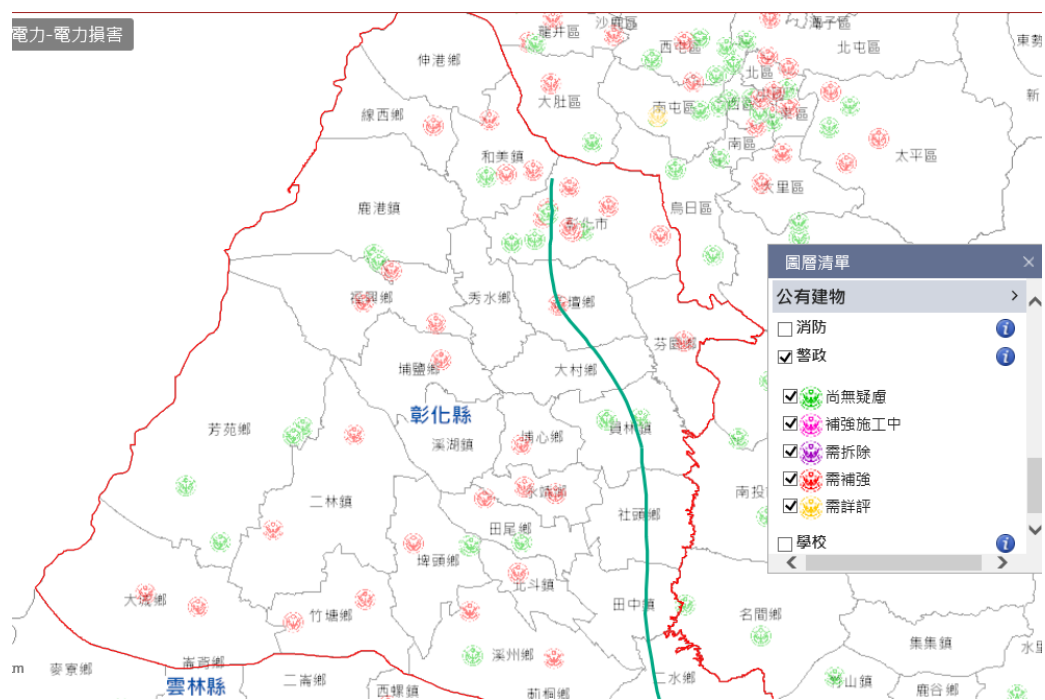 電力-電力損害
沙鹿區
潭子區
龍井區
西屯區
北屯區
東勢
伸港鄉
北區
新
大肚區
線西鄉
南屯區
西區
南區
和美鎮
太平區
大里區
鹿港鎮
烏日區
彰化市
圖層清單
公有建物
消防
警政
尚無疑慮
補強施工中
需拆除
需補強
需詳評
學校
福興鄉
秀水鄉
花壇鄉
芬園鄉
埔鹽鄉
大村鄉
彰化縣
芳苑鄉
溪湖鎮
埔心鄉
員林鎮
二林鎮
永靖鄉
南投
社頭鄉
田尾鄉
埤頭鄉
北斗鎮
大城鄉
竹塘鄉
田中鎮
名間鄉
集集鎮
水里
溪州鄉
麥寮鄉
崙背鄉
雲林縣
二崙鄉
西螺鎮
莿桐鄉
二水鄉
竹山鎮
鹿谷鄉